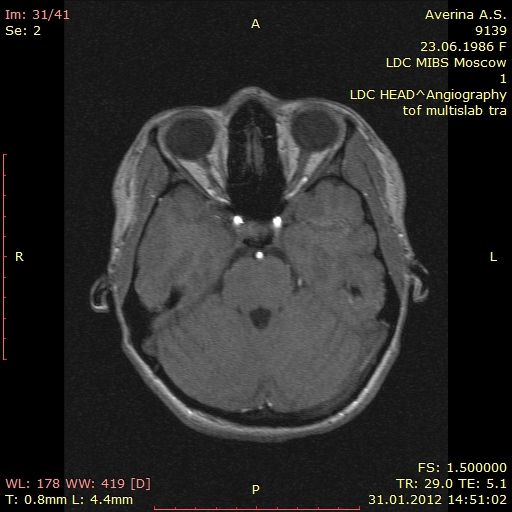 Im: 31/41
Se: 2
A
Averina A.S.
9139
23.06.1986 F
LDC MIBS Moscow
1
LDC HEAD^Angiography
tof multislab tra
R
L
WL: 178 WW: 419 [D]
T: 0.8mm L: 4.4mm
P
FS: 1.500000
TR: 29.0 TE: 5.1
31.01.2012 14:51:02